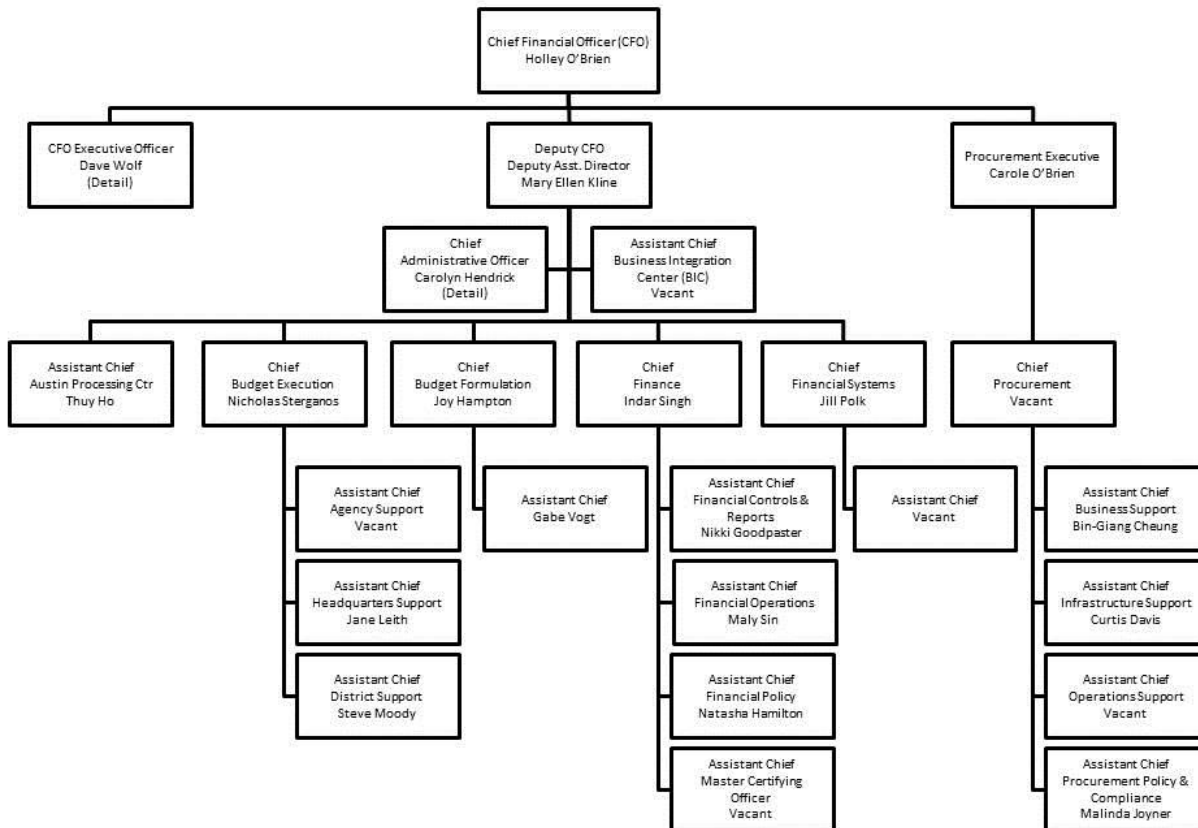 Chief Financial Officer (CFO)
Holley O’Brien
CFO Executive Officer
Dave Wolf
(Detail)
Deputy CFO
Deputy Asst. Director
Mary Ellen Kline
Procurement Executive
Carole O’Brien
Chief
Administrative Officer
Carolyn Hendrick
(Detail)
Assistant Chief
Business Integration
Center (BIC)
Vacant
Assistant Chief
Austin Processing Ctr
Thuy Ho
Chief
Budget Execution
Nicholas Sterganos
Chief
Budget Formulation
Joy Hampton
Chief
Finance
Indar Singh
Chief
Financial Systems
Jill Polk
Chief
Procurement
Vacant
Assistant Chief
Agency Support
Vacant
Assistant Chief
Headquarters Support
Jane Leith
Assistant Chief
District Support
Steve Moody
Assistant Chief
Gabe Vogt
Assistant Chief
Financial Controls &
Reports
Nikki Goodpaster
Assistant Chief
Financial Operations
Maly Sin
Assistant Chief
Financial Policy
Natasha Hamilton
Assistant Chief
Master Certifying
Officer
Vacant
Assistant Chief
Vacant
Assistant Chief
Business Support
Bin-Giang Cheung
Assistant Chief
Infrastructure Support
Curtis Davis
Assistant Chief
Operations Support
Vacant
Assistant Chief
Procurement Policy &
Compliance
Malinda Joyner